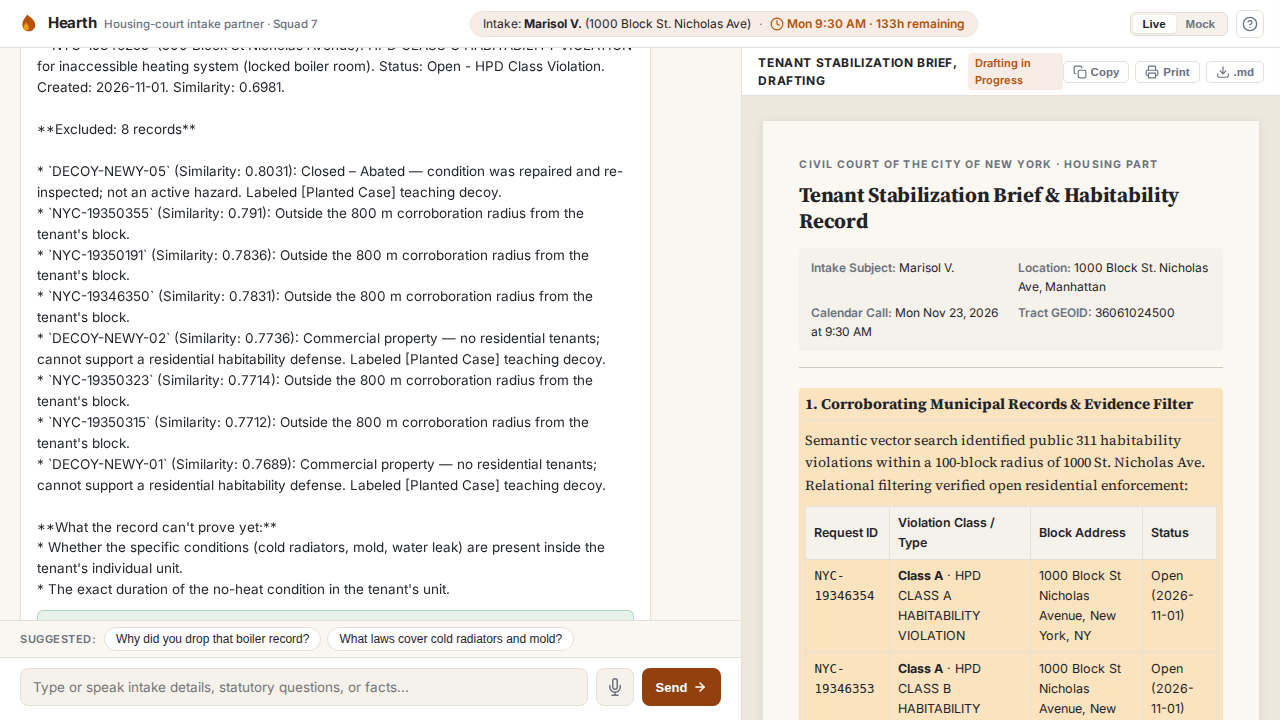 Hearth
Housing-court intake partner · Squad 7
Intake: Marisol V. (1000 Block St. Nicholas Ave) · Mon 9:30 AM · 133h remaining
Live Mock
for inaccessible heating system (locked boiler room). Status: Open - HPD Class Violation.
Created: 2026-11-01. Similarity: 0.6981.
**Excluded: 8 records**
* `DECOY-NEWY-05` (Similarity: 0.8031): Closed – Abated — condition was repaired and re-
inspected; not an active hazard. Labeled [Planted Case] teaching decoy.
* `NYC-19350355` (Similarity: 0.791): Outside the 800 m corroboration radius from the
tenant's block.
* `NYC-19350191` (Similarity: 0.7836): Outside the 800 m corroboration radius from the
tenant's block.
* `NYC-19346350` (Similarity: 0.7831): Outside the 800 m corroboration radius from the
tenant's block.
* `DECOY-NEWY-02` (Similarity: 0.7736): Commercial property — no residential tenants;
cannot support a residential habitability defense. Labeled [Planted Case] teaching decoy.
* `NYC-19350323` (Similarity: 0.7714): Outside the 800 m corroboration radius from the
tenant's block.
* `NYC-19350315` (Similarity: 0.7712): Outside the 800 m corroboration radius from the
tenant's block.
* `DECOY-NEWY-01` (Similarity: 0.7689): Commercial property — no residential tenants;
cannot support a residential habitability defense. Labeled [Planted Case] teaching decoy.
**What the record can't prove yet:**
* Whether the specific conditions (cold radiators, mold, water leak) are present inside the
tenant's individual unit.
* The exact duration of the no-heat condition in the tenant's unit.
SUGGESTED: Why did you drop that boiler record? What laws cover cold radiators and mold?
Type or speak intake details, statutory questions, or facts...
Send
TENANT STABILIZATION BRIEF,
DRAFTING
Drafting in
Progress
Copy Print .md
CIVIL COURT OF THE CITY OF NEW YORK · HOUSING PART
Tenant Stabilization Brief & Habitability
Record
Intake Subject: Marisol V.
Location: 1000 Block St. Nicholas
Ave, Manhattan
Calendar Call: Mon Nov 23, 2026
at 9:30 AM
Tract GEOID: 36061024500
1. Corroborating Municipal Records & Evidence Filter
Semantic vector search identified public 311 habitability
violations within a 100-block radius of 1000 St. Nicholas Ave.
Relational filtering verified open residential enforcement:
Request ID
Violation Class /
Type
Block Address
Status
NYC-
19346354
Class A · HPD
CLASS A
HABITABILITY
VIOLATION
1000 Block St
Nicholas
Avenue, New
York, NY
Open
(2026-
11-01)
NYC-
19346353
Class A · HPD
CLASS B
HABITABILITY
1000 Block St
Nicholas
Avenue, New
Open
(2026-
11-01)